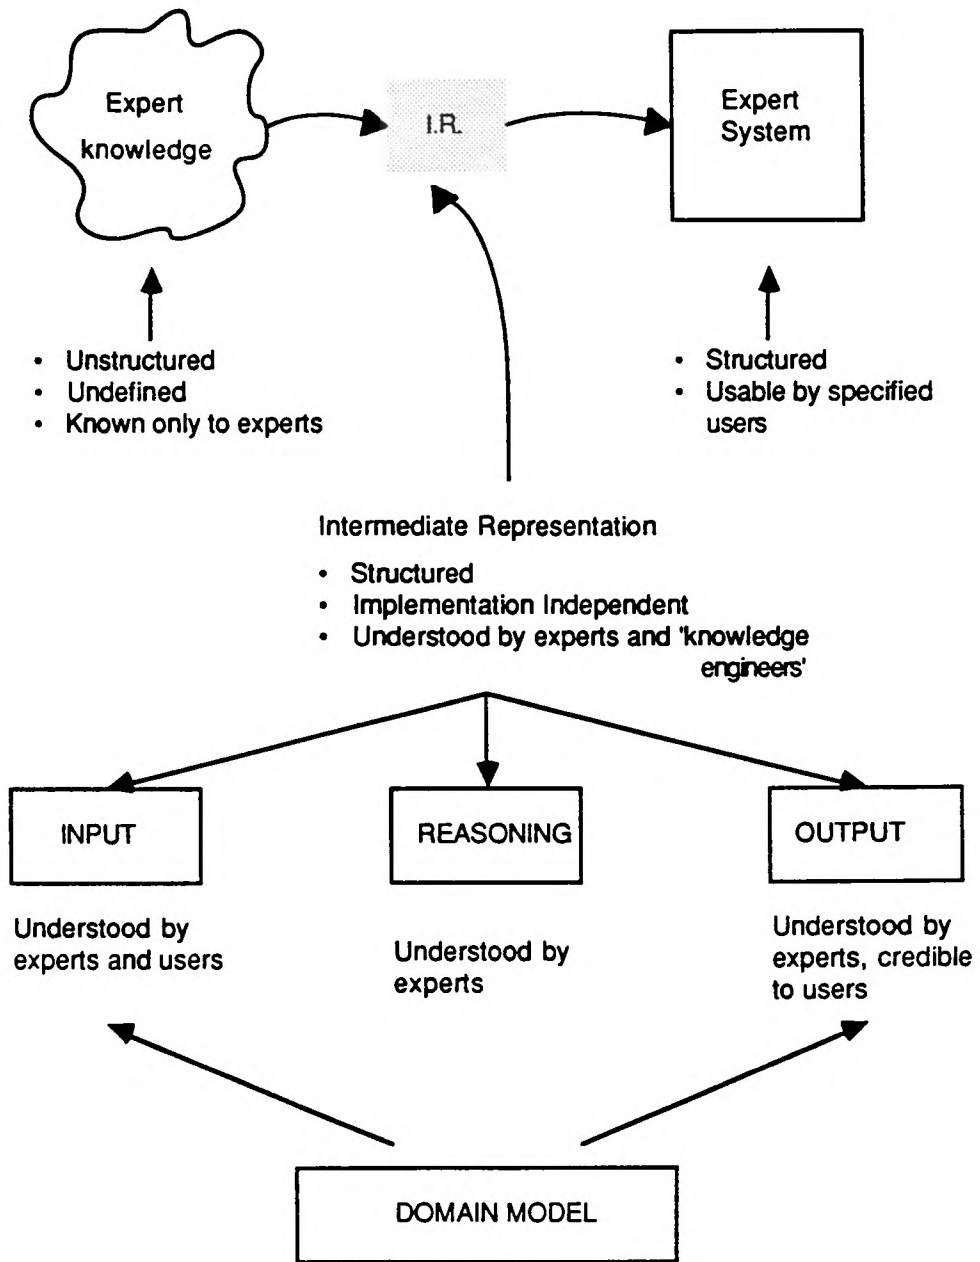 Expert
knowledge
I.R.
Expert
System
• Unstructured
• Undefined
• Known only to experts
• Structured
• Usable by specified
users
Intermediate Representation
• Structured
• Implementation Independent
• Understood by experts and 'knowledge
engineers'
INPUT
REASONING
OUTPUT
Understood by
experts and users
Understood by
experts
Understood by
experts, credible
to users
DOMAIN MODEL